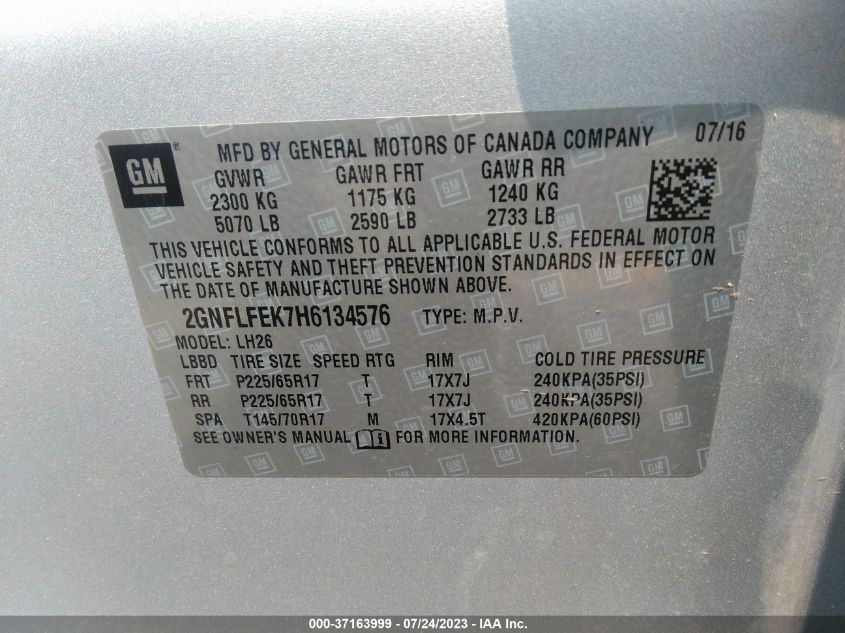 GM ® MFD BY GENERAL MOTORS OF CANADA COMPANY 07/16
GVWR GAWR FRT GAWR RR
2300 KG 1175 KG 1240 KG
5070 LB 2590 LB 2733 LB
THIS VEHICLE CONFORMS TO ALL APPLICABLE U.S. FEDERAL MOTOR
VEHICLE SAFETY AND THEFT PREVENTION STANDARDS IN EFFECT ON
THE DATE OF MANUFACTURE SHOWN ABOVE.
2GNFLFEK7H6134576 TYPE: M.P.V.
MODEL: LH26
LBBD TIRE SIZE SPEED RTG RIM COLD TIRE PRESSURE
FRT P225/65R17 T 17X7J 240KPA(35PSI)
RR P225/65R17 T 17X7J 240KPA(35PSI)
SPA T145/70R17 M 17X4.5T 420KPA(60PSI)
SEE OWNER'S MANUAL FOR MORE INFORMATION.
000-37163999 - 07/24/2023 - IAA Inc.